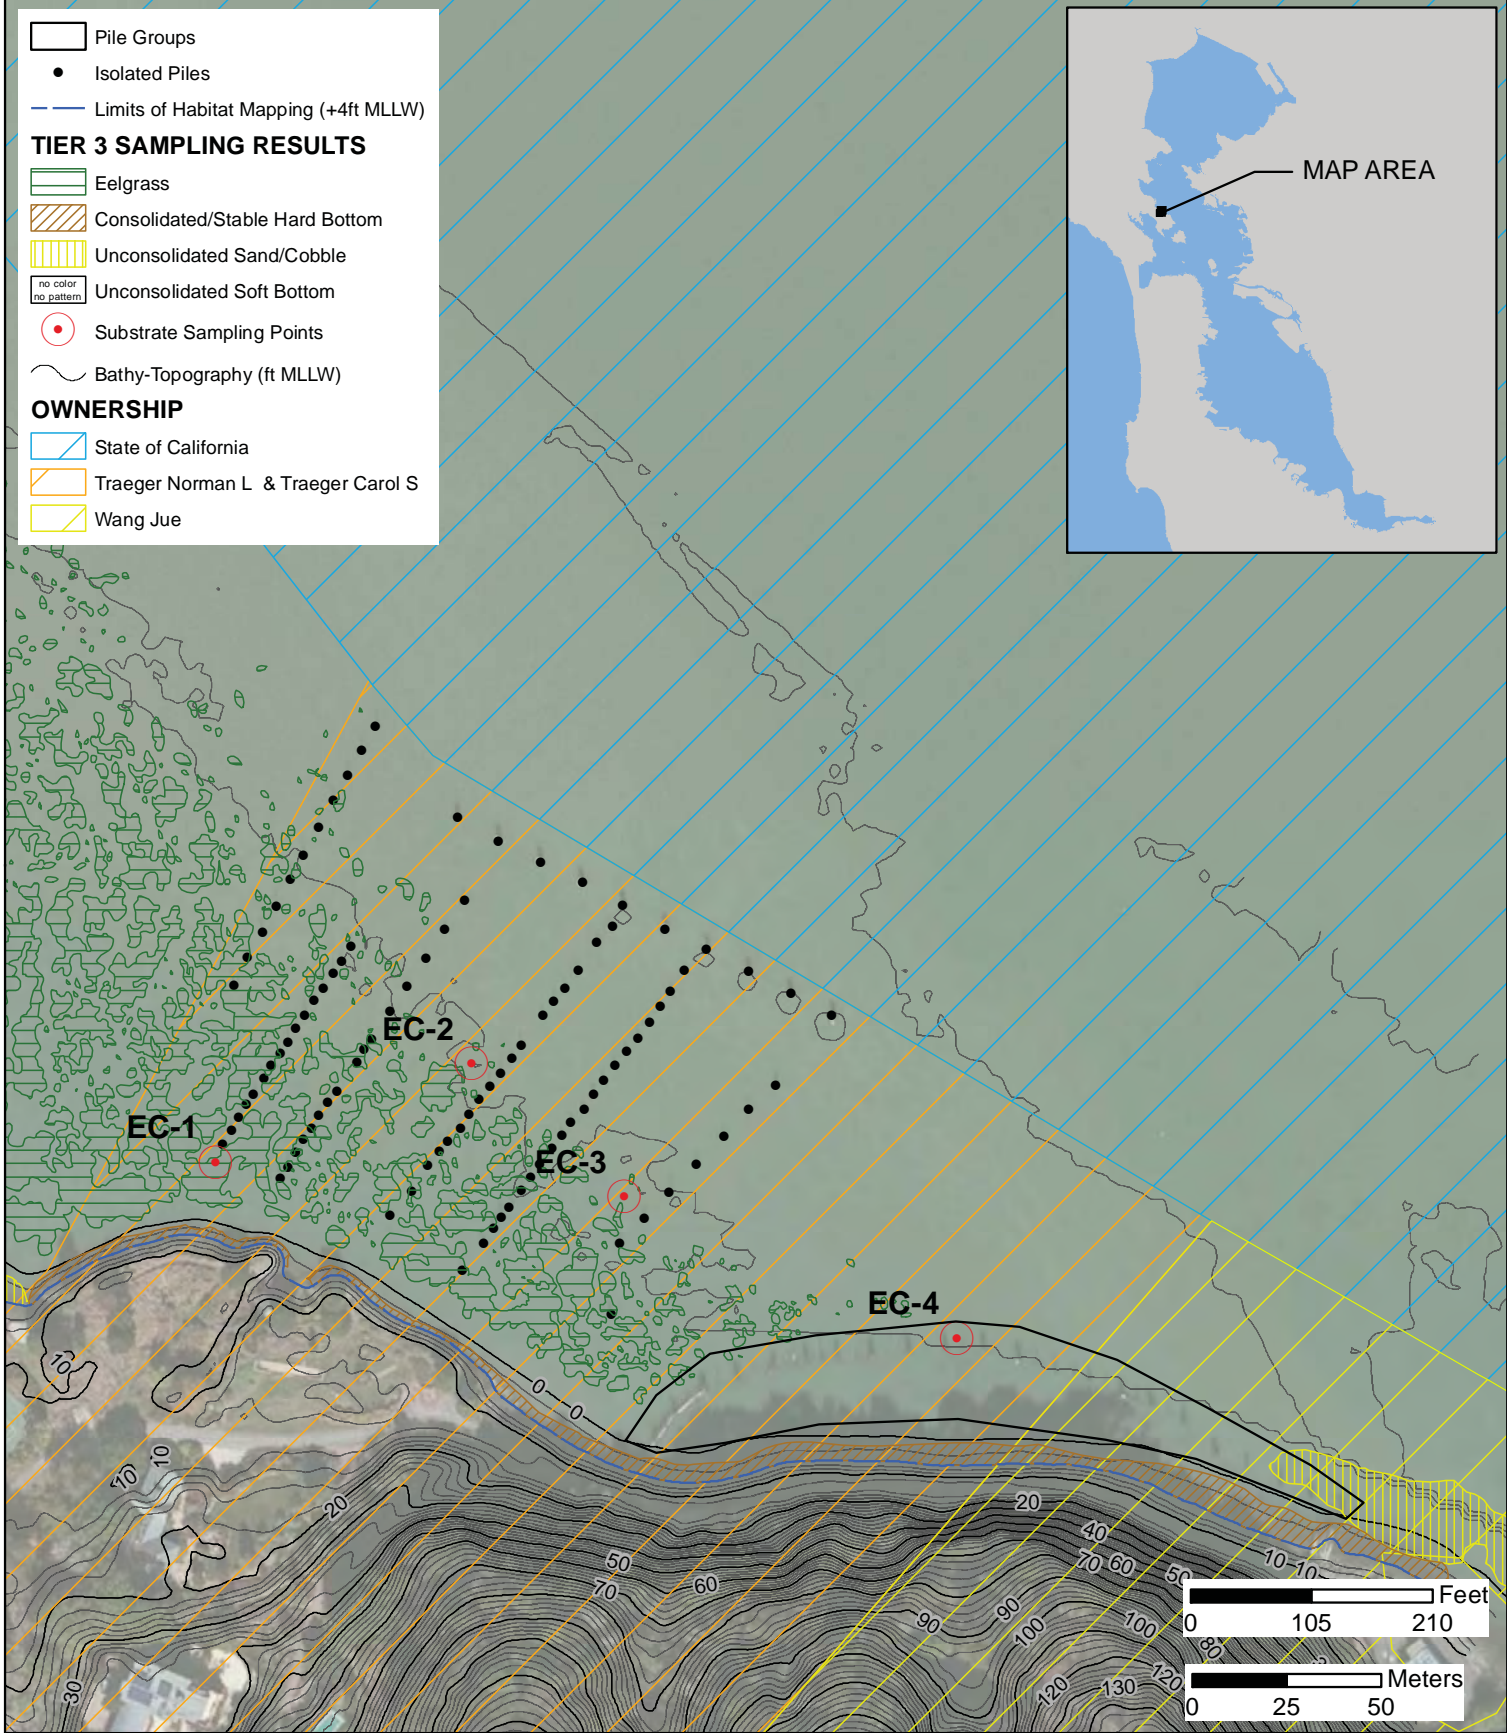 Pile Groups
Isolated Piles
Limits of Habitat Mapping (+4ft MLLW)
TIER 3 SAMPLING RESULTS
Eelgrass
Consolidated/Stable Hard Bottom
Unconsolidated Sand/Cobble
no color
no pattern
Unconsolidated Soft Bottom
Substrate Sampling Points
Bathy-Topography (ft MLLW)
OWNERSHIP
State of California
Traeger Norman L & Traeger Carol S
Wang Jue
MAP AREA
EC-2
EC-1
EC-3
EC-4
10
0
0
10
10
20
20
40
60
70
50
10
10
50
70
60
90
90
100
100
80
120
120
130
30
Feet
0 105 210
Meters
0 25 50